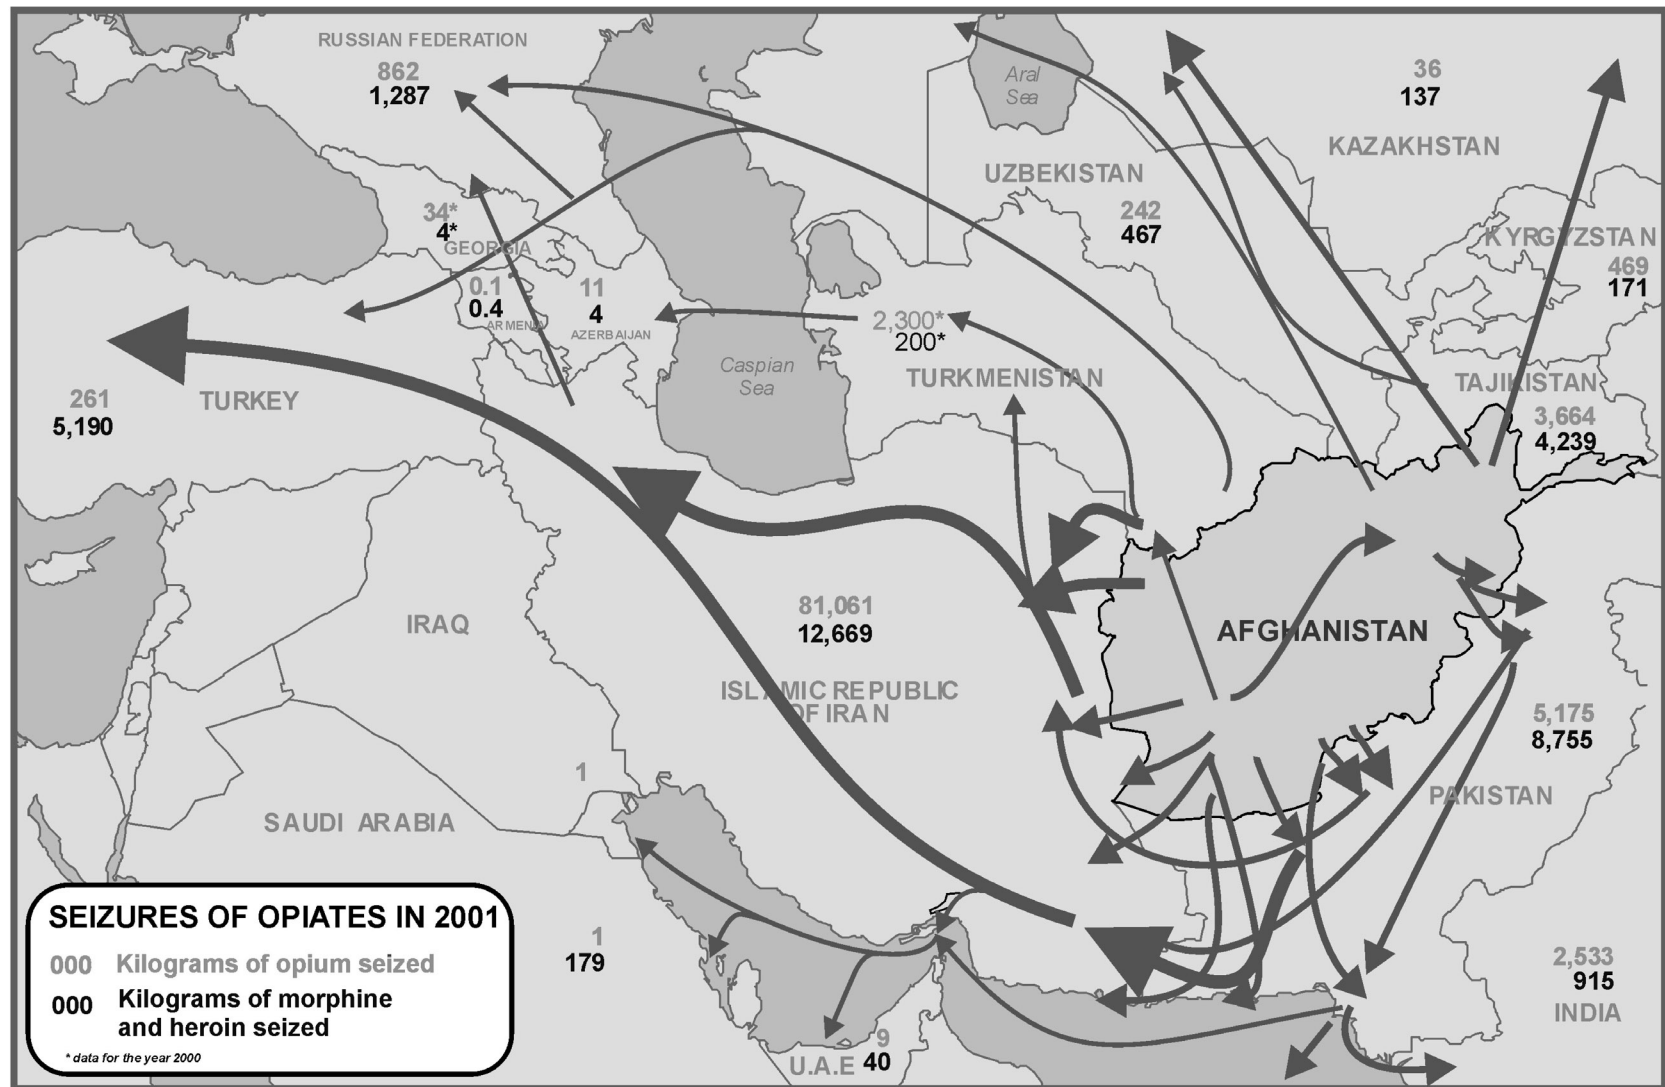 RUSSIAN FEDERATION
862
1,287
Aral
Sea
36
137
KAZAKHSTAN
UZBEKISTAN
242
467
KYRGYZSTAN
469
171
34*
4*
GEORGIA
0.1
0.4
ARMENIA
11
4
AZERBAIJAN
2,300*
200*
TURKMENISTAN
Caspian
Sea
TAJIKISTAN
3,664
4,239
261
5,190
TURKEY
IRAQ
81,061
12,669
ISLAMIC REPUBLIC
OF IRAN
AFGHANISTAN
5,175
8,755
PAKISTAN
1
SAUDI ARABIA
1
179
2,533
915
INDIA
9
40
U.A.E
SEIZURES OF OPIATES IN 2001
000 Kilograms of opium seized
000 Kilograms of morphine
and heroin seized
* data for the year 2000